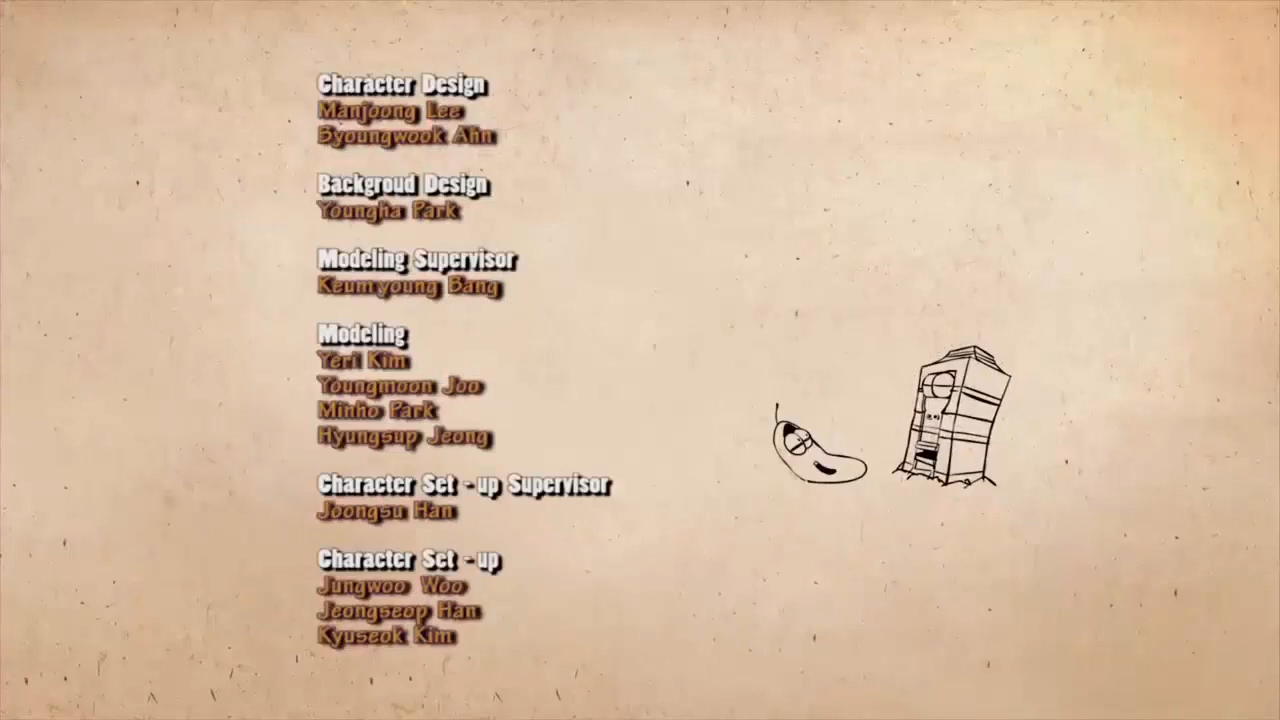 Character Design
Manjoong Lee
Byoungwook Ahn
Backgroud Design
Youngha Park
Modeling Supervisor
Keumyoung Bang
Modeling
Yeri Kim
Youngmoon Joo
Minho Park
Hyungsup Jeong
Character Set - up Supervisor
Joongsu Han
Character Set - up
Jungwoo Woo
Jeongseop Han
Kyuseok Kim